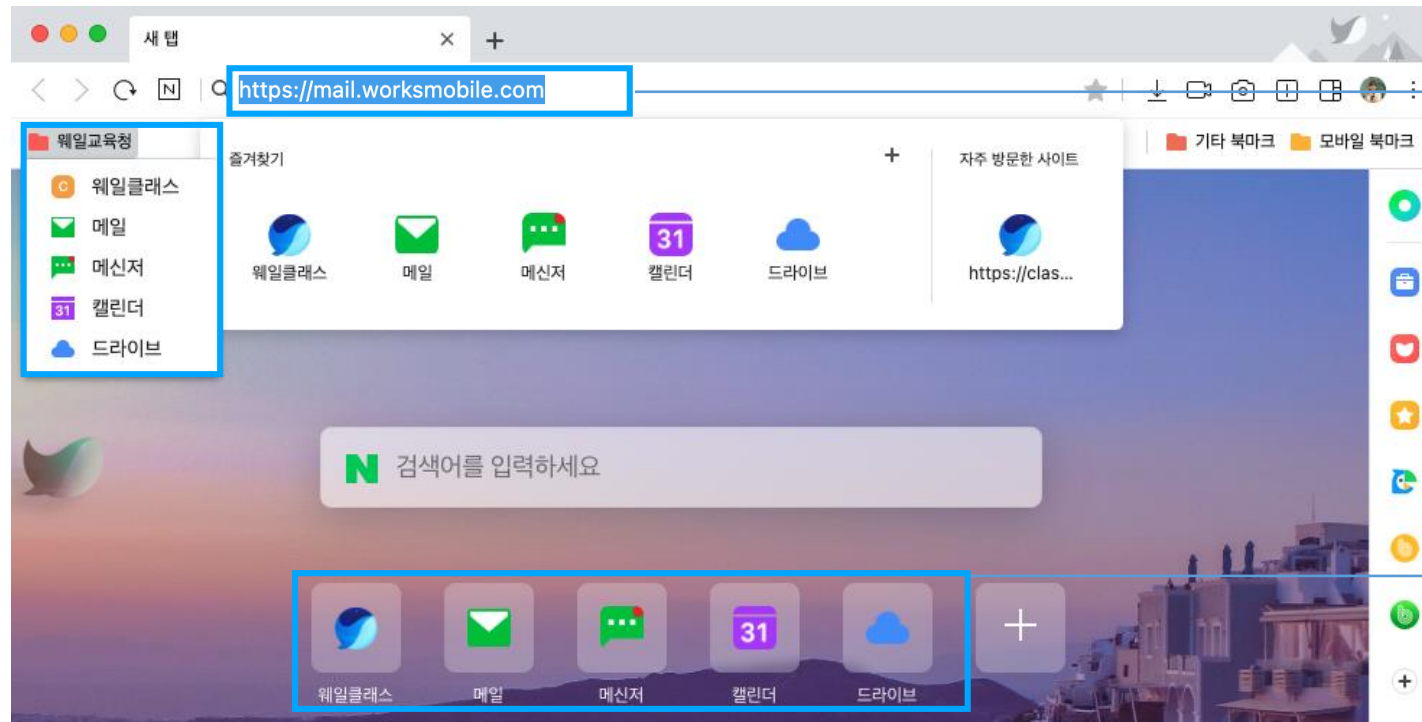 새 탭
N
https://mail.worksmobile.com
웨일교육청
기타 북마크
모바일 북마크
C 웨일클래스
메일
메신저
31 캘린더
드라이브
즐겨찾기
자주 방문한 사이트
31
웨일클래스
메일
메신저
캘린더
드라이브
https://clas...
N 검색어를 입력하세요
31
웨일클래스
메일
메신저
캘린더
드라이브